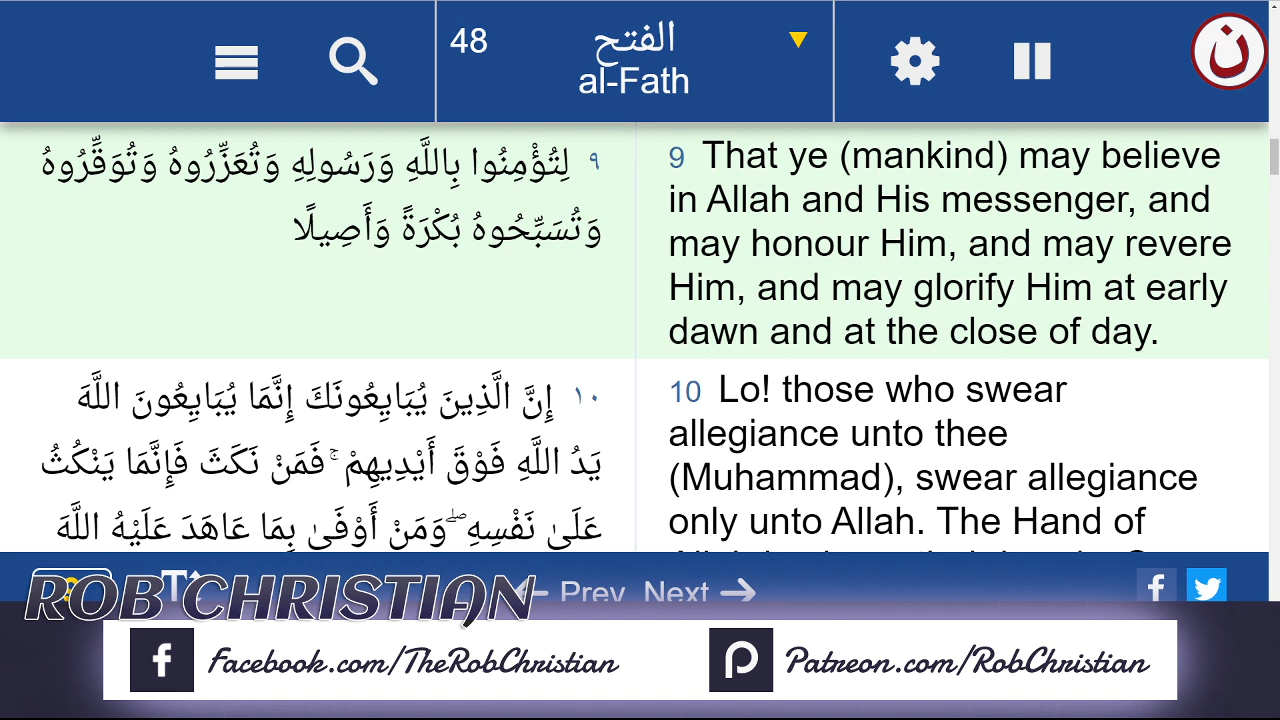 48
الفتح
al-Fath
ن
٩ لِتُؤْمِنُوا بِاللَّهِ وَرَسُولِهِ وَتُعَزِّرُوهُ وَتُوَقِّرُوهُ
وَتُسَبِّحُوهُ بُكْرَةً وَأَصِيلًا
9 That ye (mankind) may believe
in Allah and His messenger, and
may honour Him, and may revere
Him, and may glorify Him at early
dawn and at the close of day.
١٠ إِنَّ الَّذِينَ يُبَايِعُونَكَ إِنَّمَا يُبَايِعُونَ اللَّهَ
يَدُ اللَّهِ فَوْقَ أَيْدِيهِمْ ۚ فَمَنْ نَكَثَ فَإِنَّمَا يَنْكُثُ
عَلَىٰ نَفْسِهِ ۖ وَمَنْ أَوْفَىٰ بِمَا عَاهَدَ عَلَيْهُ اللَّهَ
10 Lo! those who swear
allegiance unto thee
(Muhammad), swear allegiance
only unto Allah. The Hand of
Prev Next
ROB CHRISTIAN
Facebook.com/TheRobChristian
Patreon.com/RobChristian